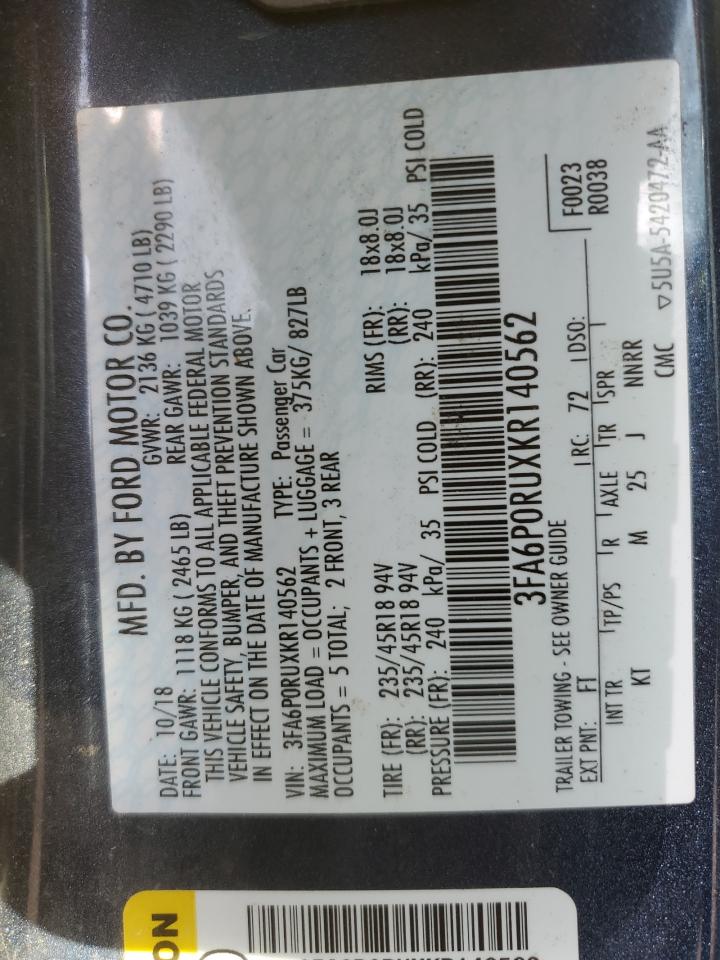 MFD. BY FORD MOTOR CO.
DATE: 10/18 GVWR: 2136 KG ( 4710 LB)
FRONT GAWR: 1118 KG ( 2465 LB) REAR GAWR: 1039 KG ( 2290 LB)
THIS VEHICLE CONFORMS TO ALL APPLICABLE FEDERAL MOTOR
VEHICLE SAFETY, BUMPER, AND THEFT PREVENTION STANDARDS
IN EFFECT ON THE DATE OF MANUFACTURE SHOWN ABOVE.
VIN: 3FA6P0RUXKR140562 TYPE: Passenger Car
MAXIMUM LOAD = OCCUPANTS + LUGGAGE = 375KG/ 827LB
OCCUPANTS = 5 TOTAL; 2 FRONT, 3 REAR
TIRE (FR): 235/45R18 94V RIMS (FR): 18x8.0J
(RR): 235/45R18 94V (RR): 18x8.0J
PRESSURE (FR): 240 kPa/ 35 PSI COLD (RR): 240 kPa/ 35 PSI COLD
3FA6P0RUXKR140562
TRAILER TOWING - SEE OWNER GUIDE
F0023
R0038
EXT PNT: FT RC: 72 DSO:
INT TR TP/PS R AXLE TR SPR
KT M 25 J NNRR
CMC ▽5U5A-5420472-AA
ON